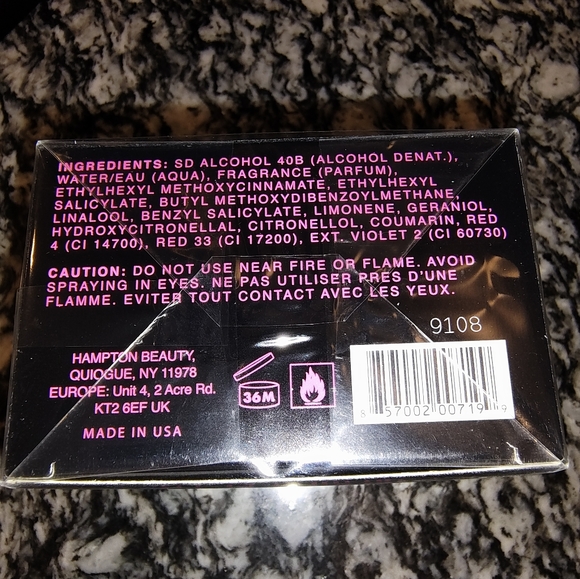 INGREDIENTS: SD ALCOHOL 40B (ALCOHOL DENAT.),
WATER/EAU (AQUA), FRAGRANCE (PARFUM),
ETHYLHEXYL METHOXYCINNAMATE, ETHYLHEXYL
SALICYLATE, BUTYL METHOXYDIBENZOYLMETHANE,
LINALOOL, BENZYL SALICYLATE, LIMONENE, GERANIOL,
HYDROXYCITRONELLAL, CITRONELLOL, COUMARIN, RED
4 (CI 14700), RED 33 (CI 17200), EXT. VIOLET 2 (CI 60730)
CAUTION: DO NOT USE NEAR FIRE OR FLAME. AVOID
SPRAYING IN EYES. NE PAS UTILISER PRÈS D'UNE
FLAMME. EVITER TOUT CONTACT AVEC LES YEUX.
9108
HAMPTON BEAUTY,
QUIOGUE, NY 11978
EUROPE: Unit 4, 2 Acre Rd.
KT2 6EF UK
MADE IN USA
36M
8 57002 00719 9